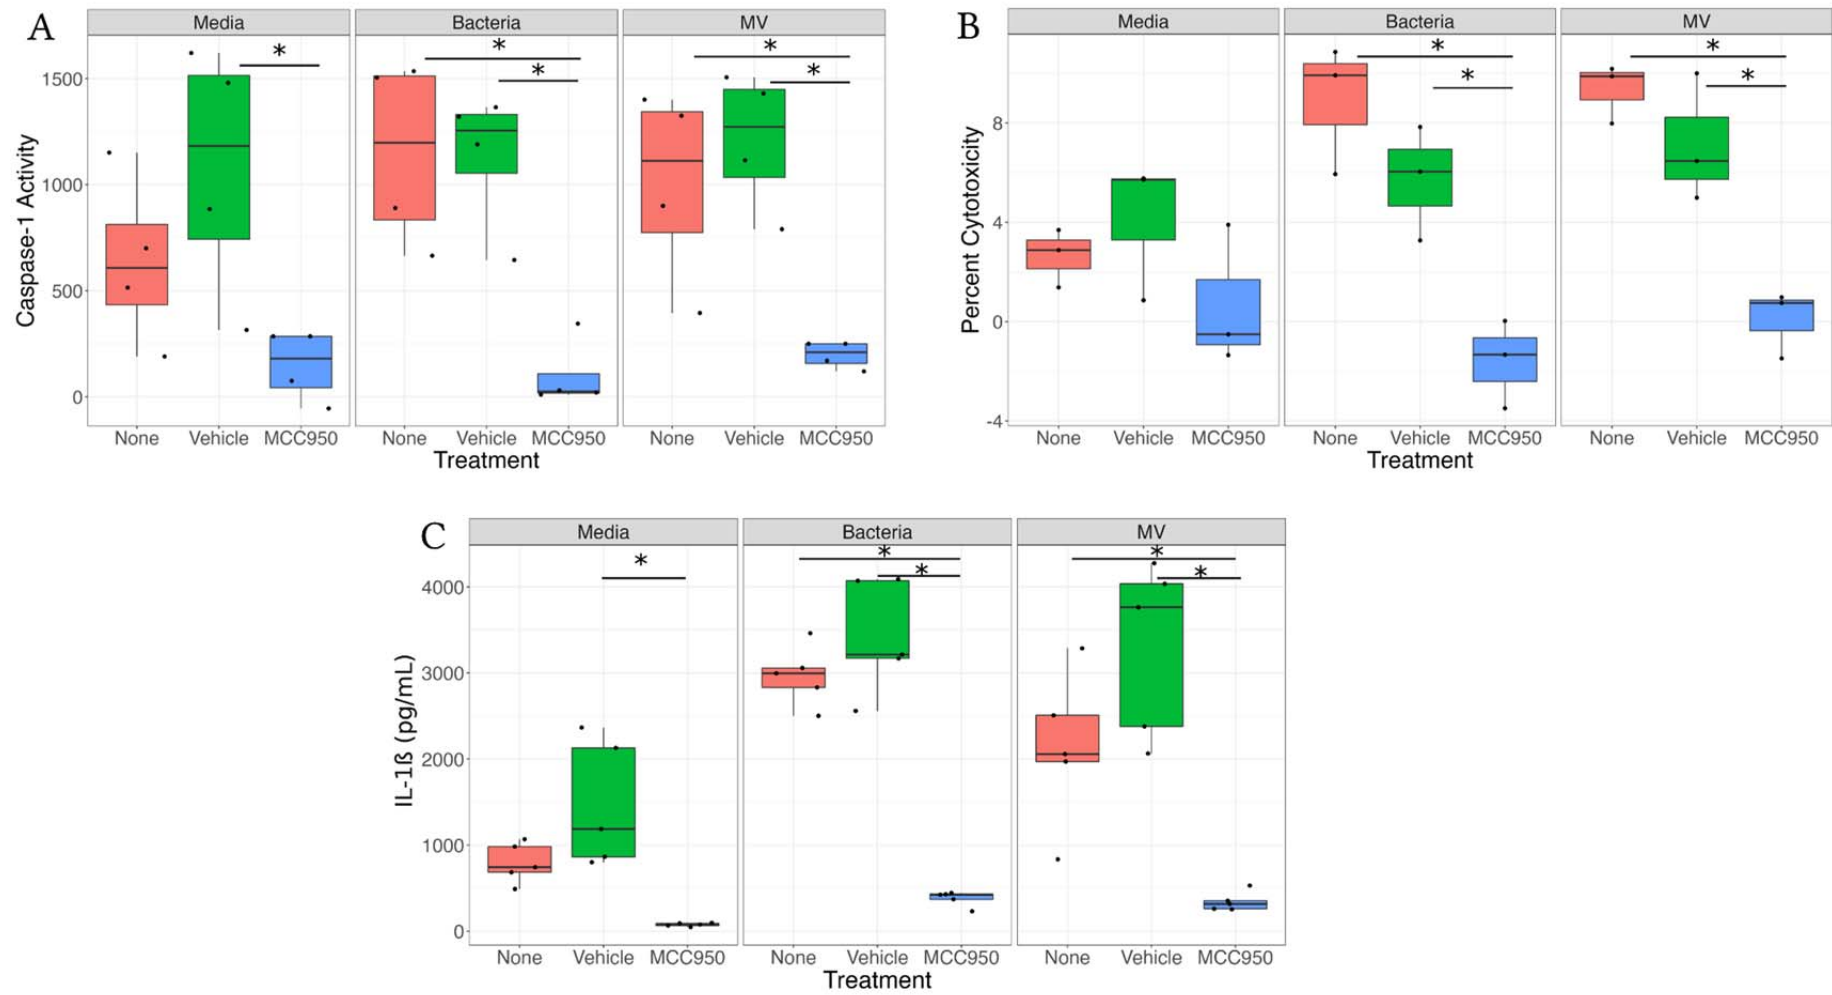 A
Media Bacteria MV
* * * * *
Caspase-1 Activity
1500
1000
500
0
None Vehicle MCC950 None Vehicle MCC950 None Vehicle MCC950
Treatment
B
Media Bacteria MV
* * * *
Percent Cytotoxicity
8
4
0
-4
None Vehicle MCC950 None Vehicle MCC950 None Vehicle MCC950
Treatment
C
Media Bacteria MV
* * * * *
IL-1ß (pg/mL)
4000
3000
2000
1000
0
None Vehicle MCC950 None Vehicle MCC950 None Vehicle MCC950
Treatment